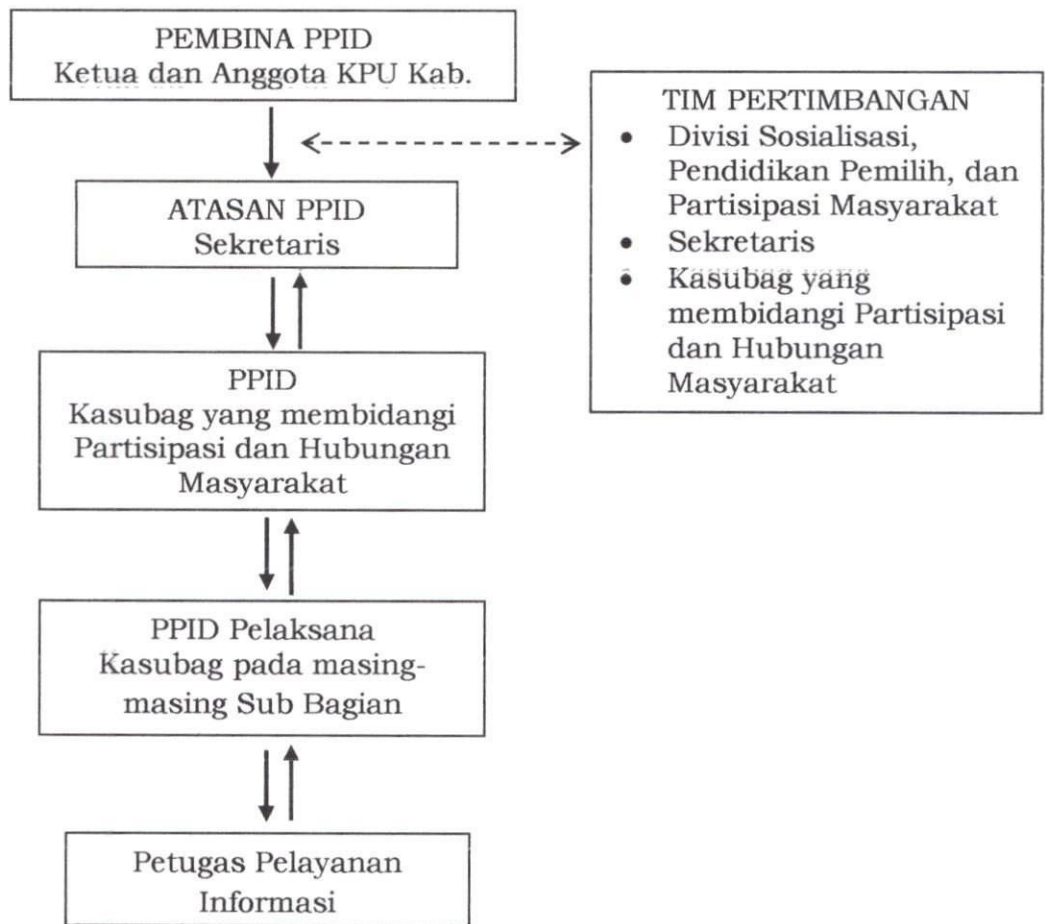 PEMBINA PPID
Ketua dan Anggota KPU Kab.
TIM PERTIMBANGAN
• Divisi Sosialisasi,
Pendidikan Pemilih, dan
Partisipasi Masyarakat
• Sekretaris
• Kasubag yang
membidangi Partisipasi
dan Hubungan
Masyarakat
ATASAN PPID
Sekretaris
PPID
Kasubag yang membidangi
Partisipasi dan Hubungan
Masyarakat
PPID Pelaksana
Kasubag pada masing-
masing Sub Bagian
Petugas Pelayanan
Informasi